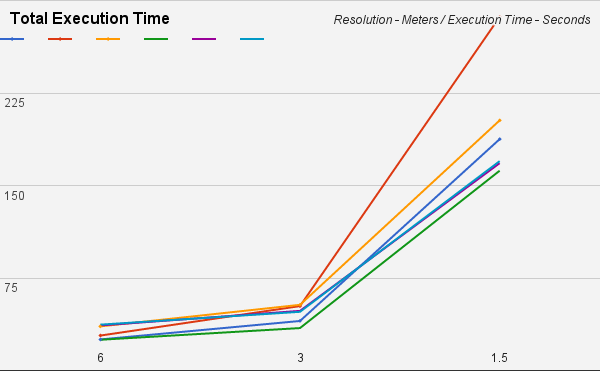 Total Execution Time
Resolution - Meters / Execution Time - Seconds
225
150
75
6 3 1.5